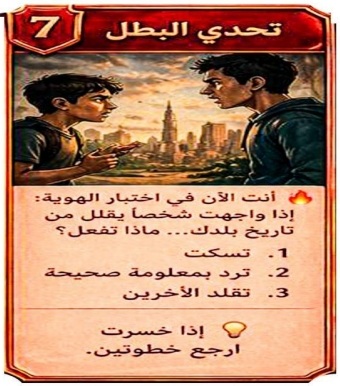 7
تحدي البطل
🔥 أنت الآن في اختبار الهوية:
إذا واجهت شخصاً يقلل من
تاريخ بلدك... ماذا تفعل؟
1. تسكت
2. ترد بمعلومة صحيحة
3. تقلد الأخرين
💡 إذا خسرت
ارجع خطوتين.